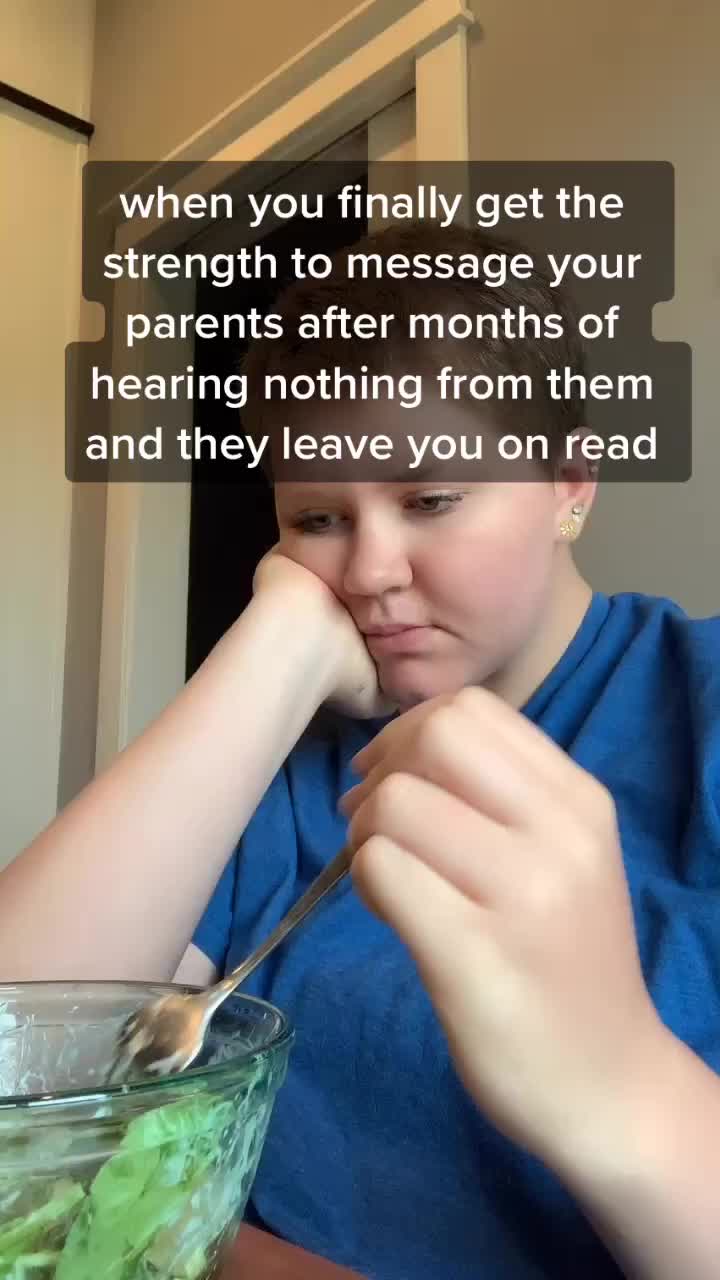 when you finally get the
strength to message your
parents after months of
hearing nothing from them
and they leave you on read